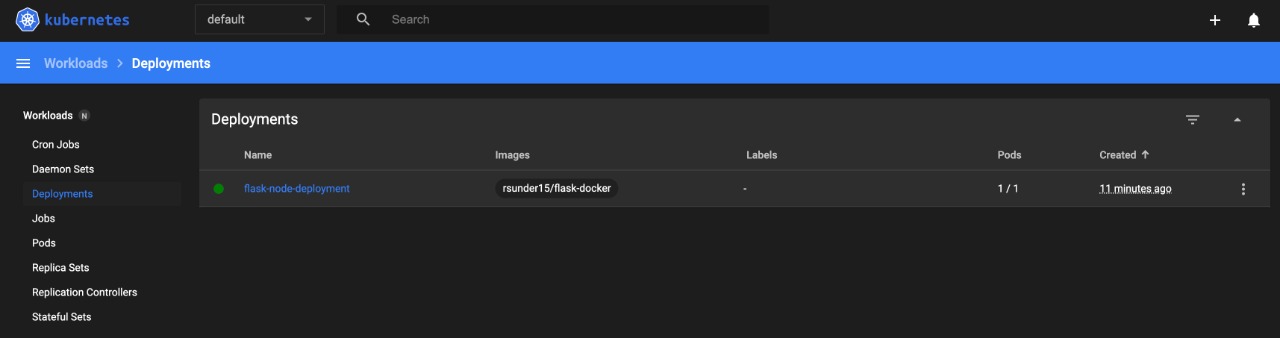 kubernetes default Search
Workloads > Deployments
Workloads N
Cron Jobs
Daemon Sets
Deployments
Jobs
Pods
Replica Sets
Replication Controllers
Stateful Sets
Deployments
Name Images Labels Pods Created ↑
flask-node-deployment rsunder15/flask-docker - 1 / 1 11 minutes ago